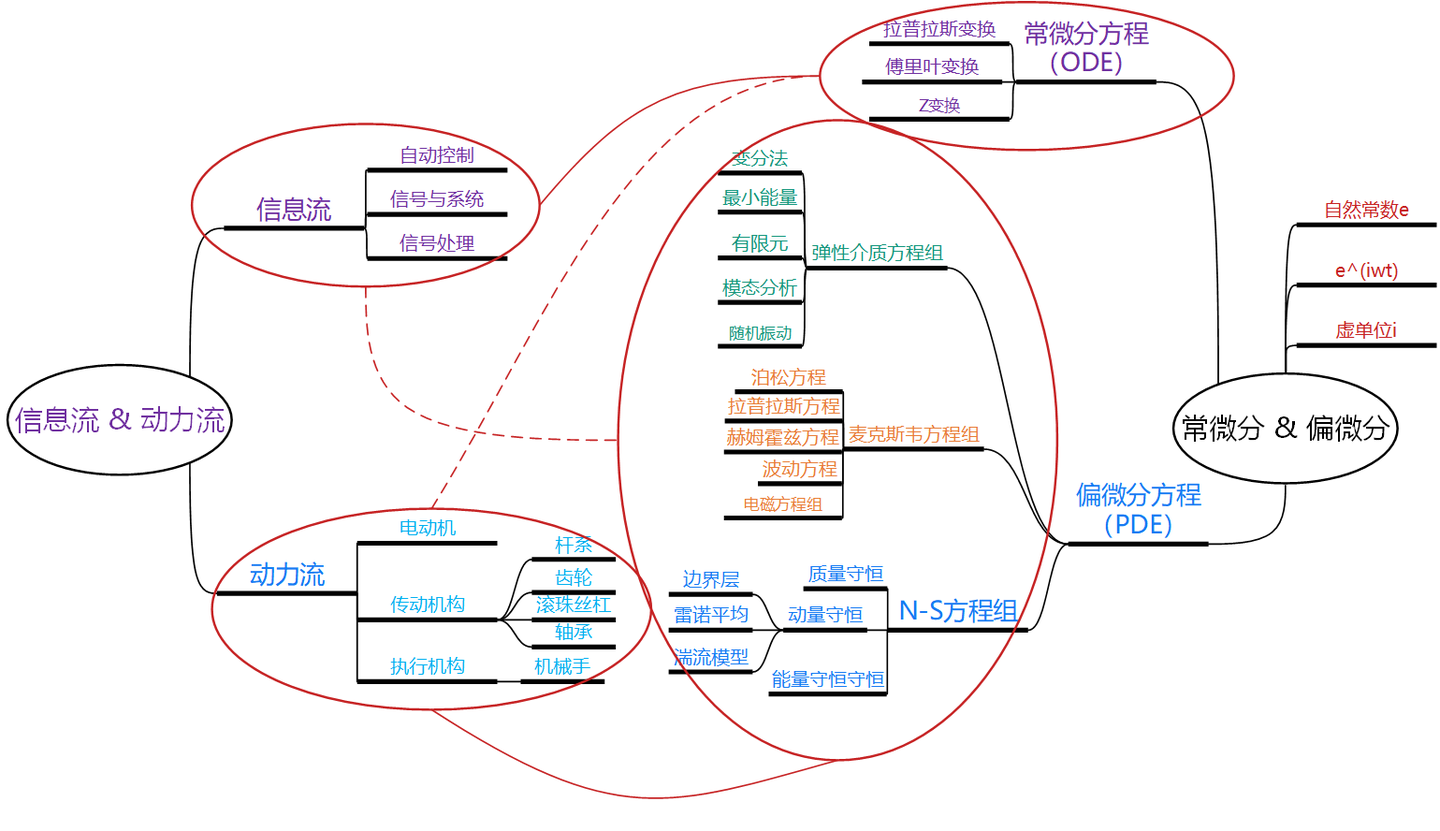 信息流 & 动力流
信息流
自动控制
信号与系统
信号处理
动力流
电动机
传动机构
杆系
齿轮
滚珠丝杠
轴承
执行机构
机械手
常微分 & 偏微分
常微分方程
(ODE)
拉普拉斯变换
傅里叶变换
Z变换
自然常数e
e^(iwt)
虚单位i
偏微分方程
(PDE)
弹性介质方程组
变分法
最小能量
有限元
模态分析
随机振动
麦克斯韦方程组
泊松方程
拉普拉斯方程
赫姆霍兹方程
波动方程
电磁方程组
N-S方程组
质量守恒
动量守恒
边界层
雷诺平均
湍流模型
能量守恒守恒